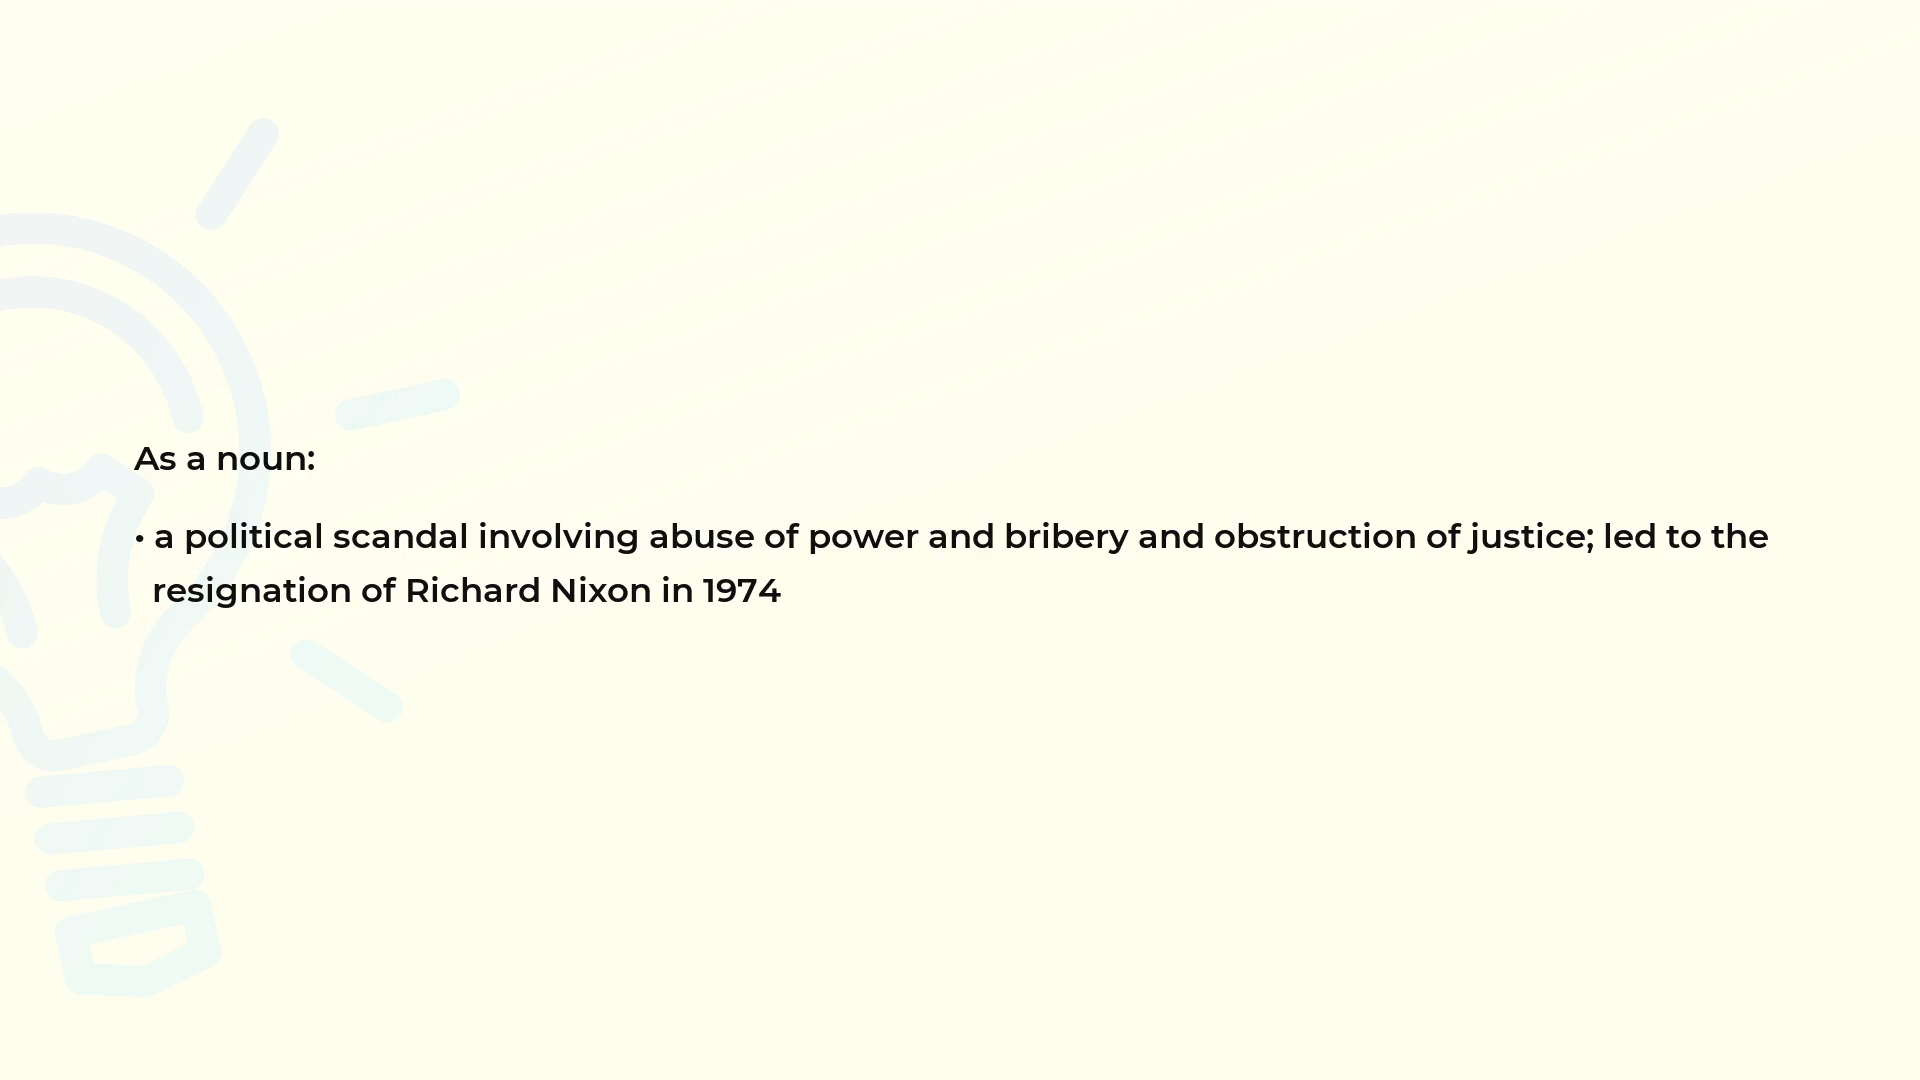 As a noun:
• a political scandal involving abuse of power and bribery and obstruction of justice; led to the
resignation of Richard Nixon in 1974